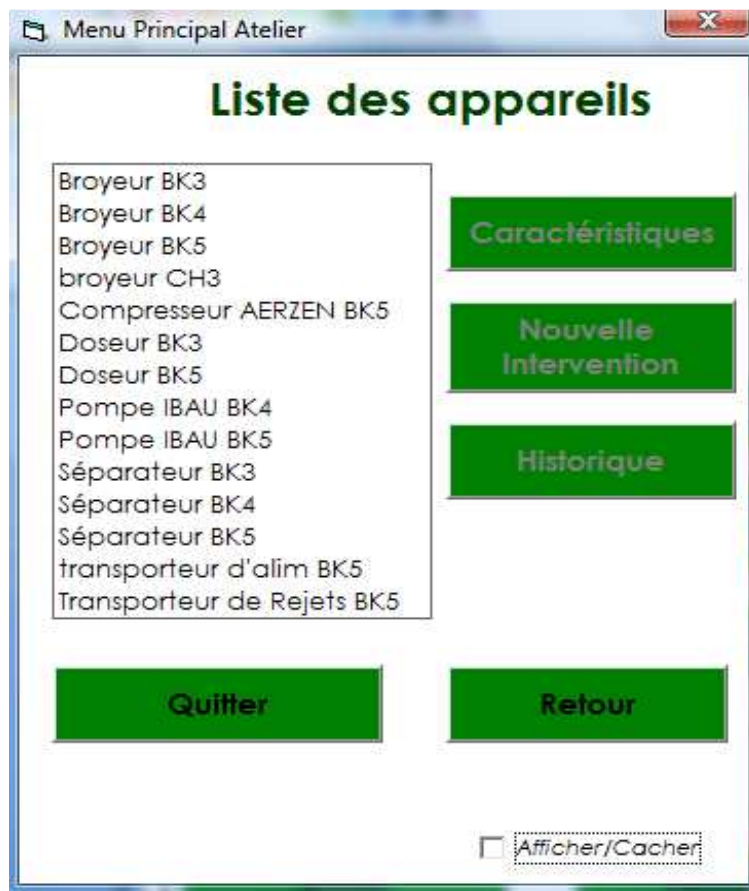 Menu Principal Atelier
Liste des appareils
Broyeur BK3
Broyeur BK4
Broyeur BK5
broyeur CH3
Compresseur AERZEN BK5
Doseur BK3
Doseur BK5
Pompe IBAU BK4
Pompe IBAU BK5
Séparateur BK3
Séparateur BK4
Séparateur BK5
transporteur d'alim BK5
Transporteur de Rejets BK5
Caractéristiques
Nouvelle
Intervention
Historique
Quitter
Retour
Afficher/Cacher